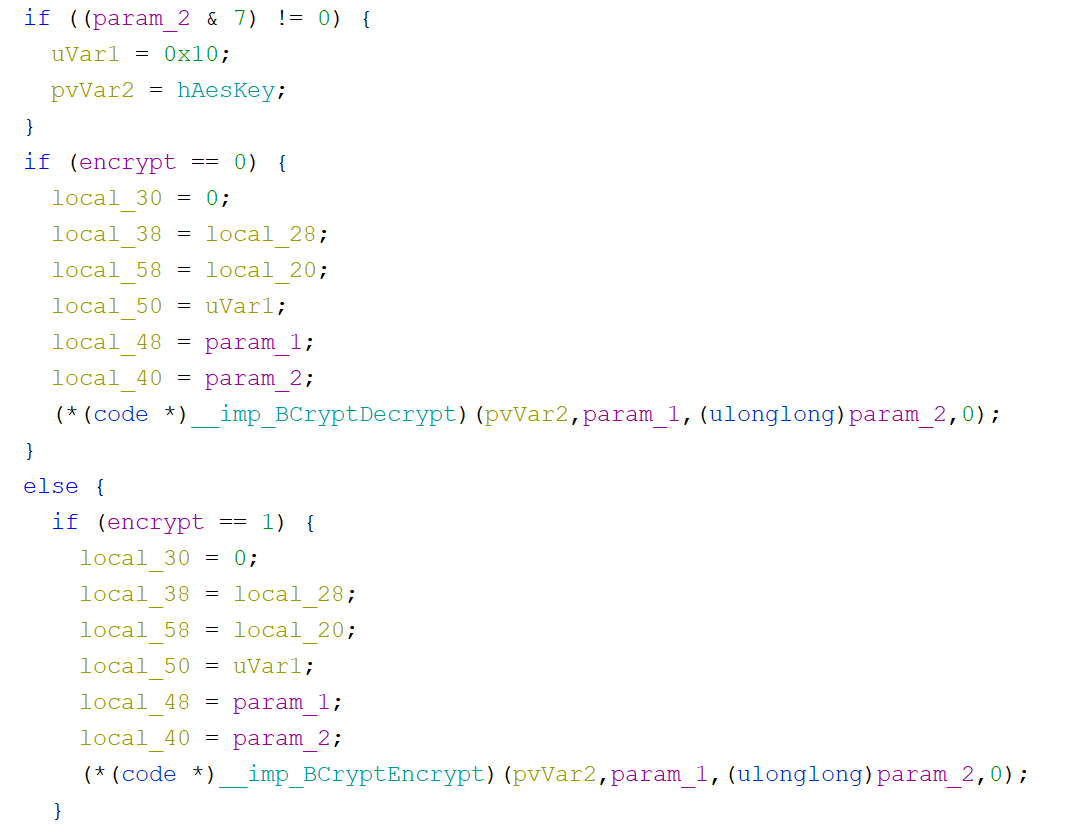 if ((param_2 & 7) != 0) {
  uVar1 = 0x10;
  pvVar2 = hAesKey;
}
if (encrypt == 0) {
  local_30 = 0;
  local_38 = local_28;
  local_58 = local_20;
  local_50 = uVar1;
  local_48 = param_1;
  local_40 = param_2;
  (*(code *)__imp_BCryptDecrypt)(pvVar2,param_1,(ulonglong)param_2,0);
}
else {
  if (encrypt == 1) {
    local_30 = 0;
    local_38 = local_28;
    local_58 = local_20;
    local_50 = uVar1;
    local_48 = param_1;
    local_40 = param_2;
    (*(code *)__imp_BCryptEncrypt)(pvVar2,param_1,(ulonglong)param_2,0);
  }